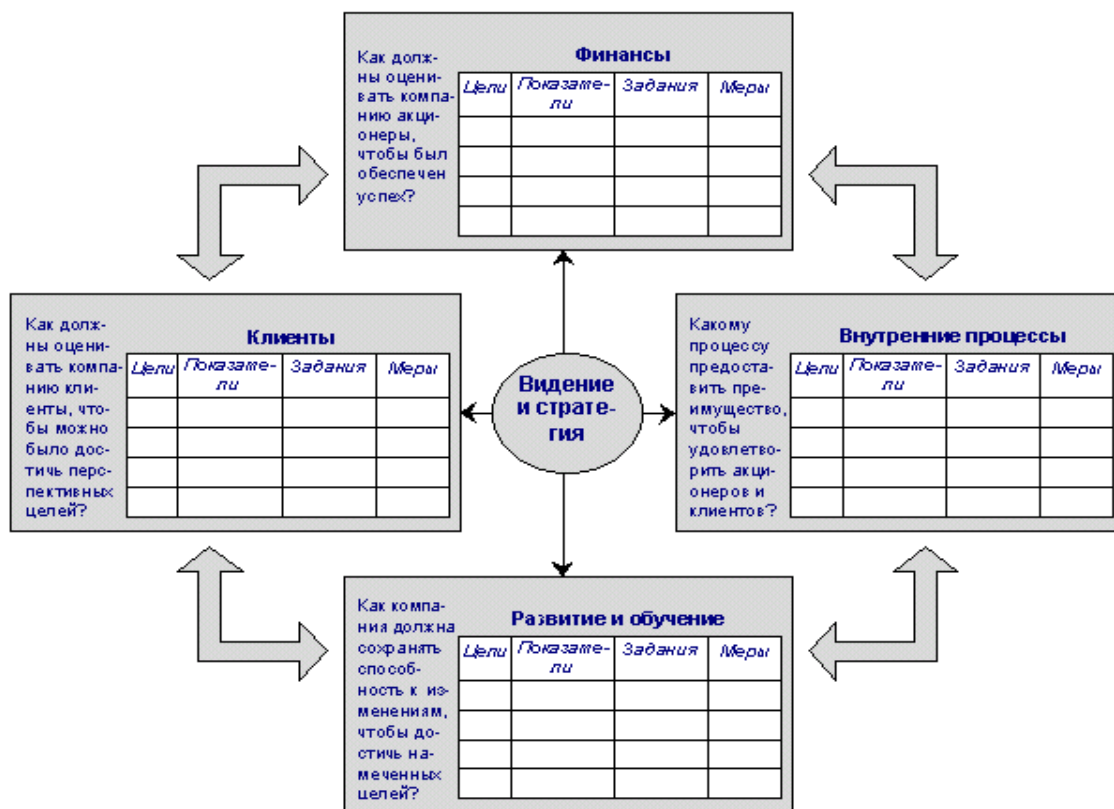 Финансы
Как долж-
ны оцени-
вать компа-
нию акци-
онеры,
чтобы был
обеспечен
успех?
Цели Показате- Задания Меры
ли
Клиенты
Как долж-
ны оцени-
вать компа-
нию кли-
енты, что-
бы можно
было дос-
тичь перс-
пективных
целей?
Цели Показате- Задания Меры
ли
Видение
и страте-
гия
Внутренние процессы
Какому
процессу
предоста-
вить пре-
имущество,
чтобы
удовлетво-
рить акци-
онеров и
клиентов?
Цели Показате- Задания Меры
ли
Развитие и обучение
Как компа-
ния должна
сохранять
способ-
ность к из-
менениям,
чтобы до-
стичь на-
меченных
целей?
Цели Показате- Задания Меры
ли